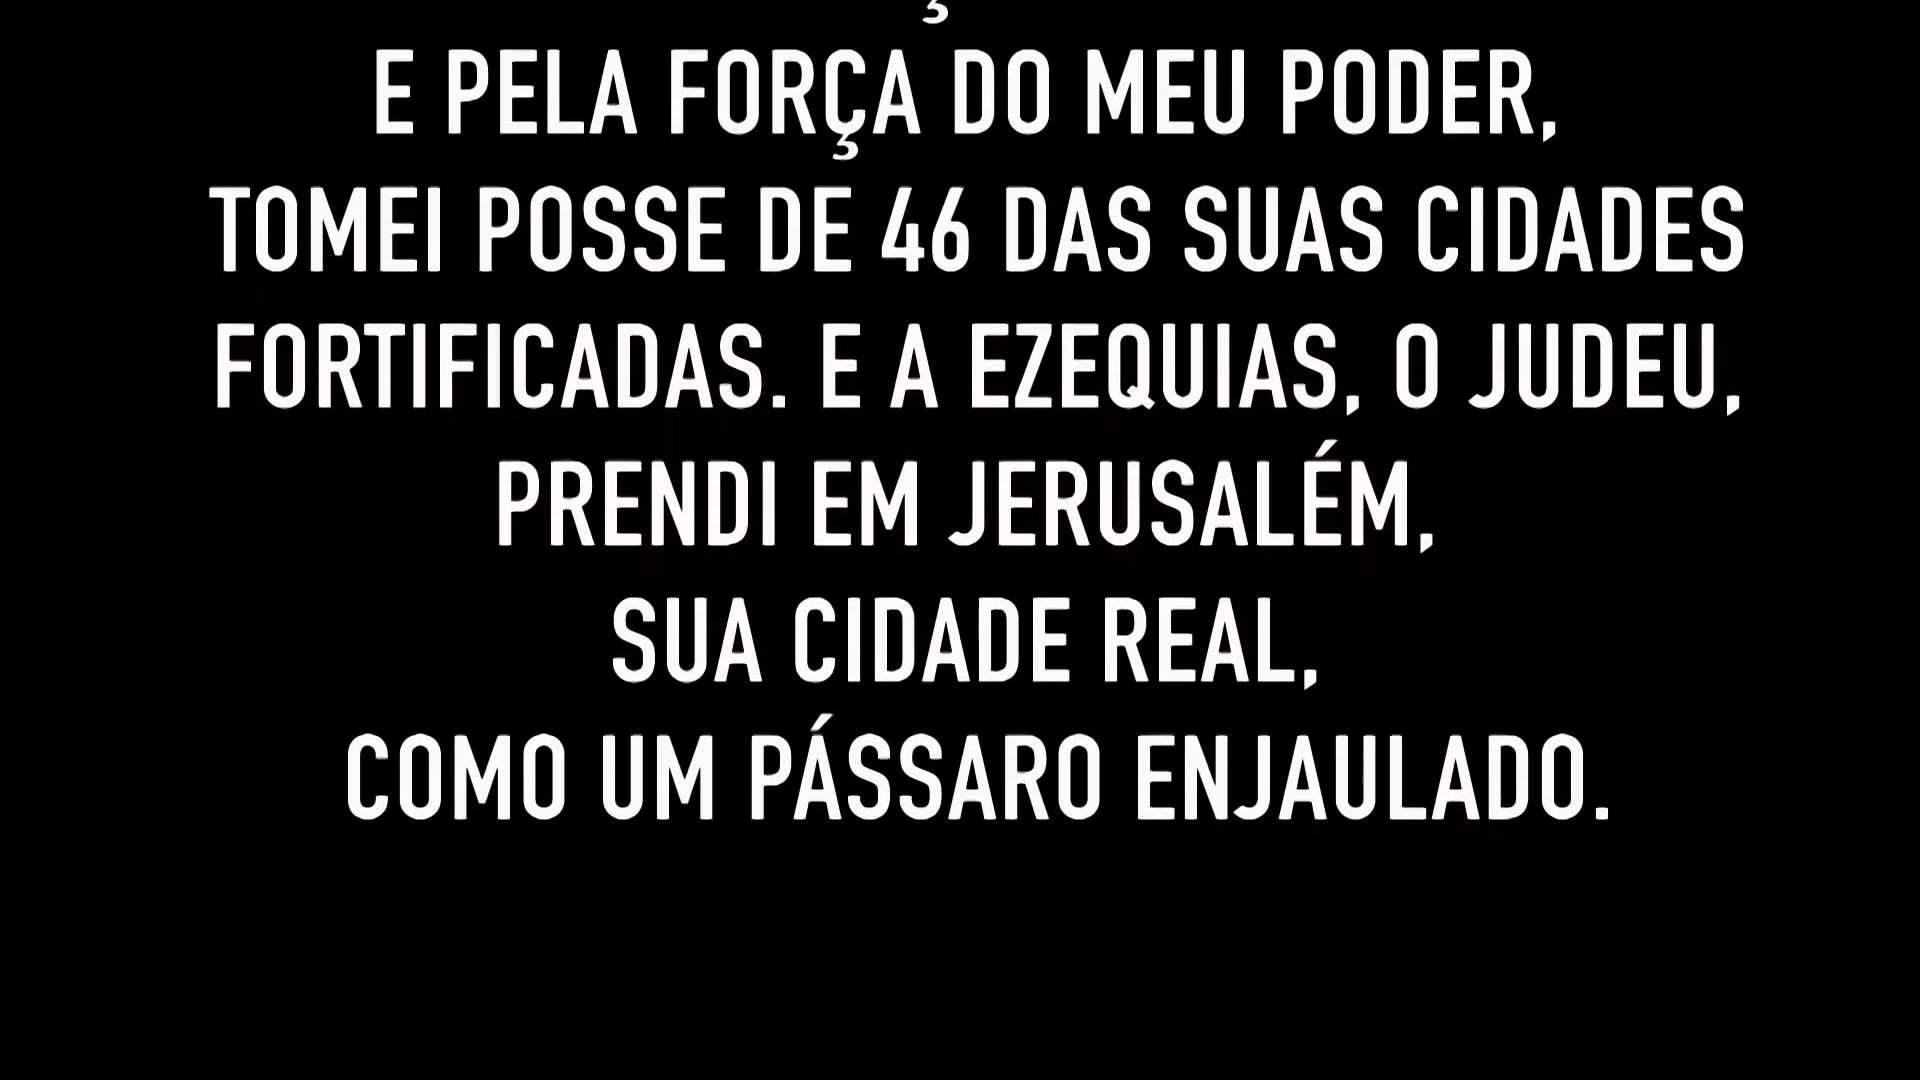 E PELA FORÇA DO MEU PODER,
TOMEI POSSE DE 46 DAS SUAS CIDADES
FORTIFICADAS. E A EZEQUIAS, O JUDEU,
PRENDI EM JERUSALÉM,
SUA CIDADE REAL,
COMO UM PÁSSARO ENJAULADO.